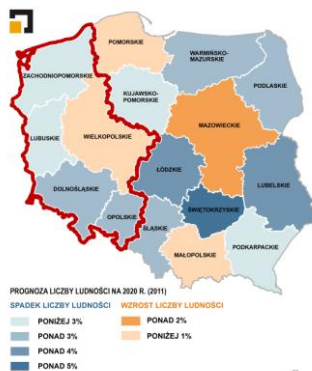 POMORSKIE
WARMIŃSKO-
MAZURSKIE
ZACHODNIOPOMORSKIE
PODLASKIE
KUJAWSKO-
POMORSKIE
MAZOWIECKIE
LUBUSKIE
WIELKOPOLSKIE
ŁÓDZKIE
LUBELSKIE
DOLNOŚLĄSKIE
ŚWIĘTOKRZYSKIE
OPOLSKIE
ŚLĄSKIE
PODKARPACKIE
MAŁOPOLSKIE
PROGNOZA LICZBY LUDNOŚCI NA 2020 R. (2011)
SPADEK LICZBY LUDNOŚCI WZROST LICZBY LUDNOŚCI
PONIŻEJ 3% PONAD 2%
PONAD 3% PONIŻEJ 1%
PONAD 4%
PONAD 5%